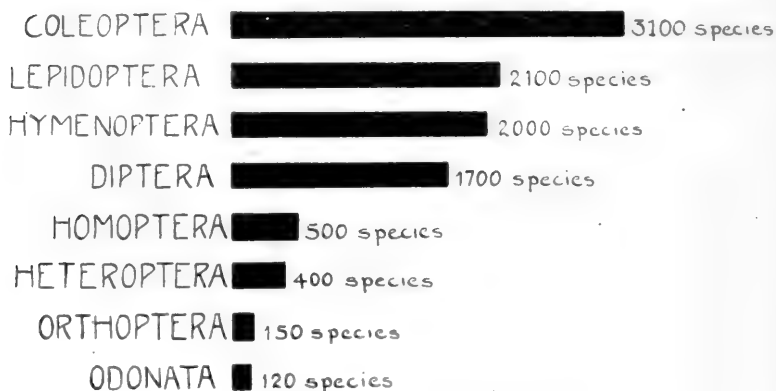 COLEOPTERA 3100 species
LEPIDOPTERA 2100 species
HYMENOPTERA 2000 species
DIPTERA 1700 species
HOMOPTERA 500 species
HETEROPTERA 400 species
ORTHOPTERA 150 species
ODONATA 120 species